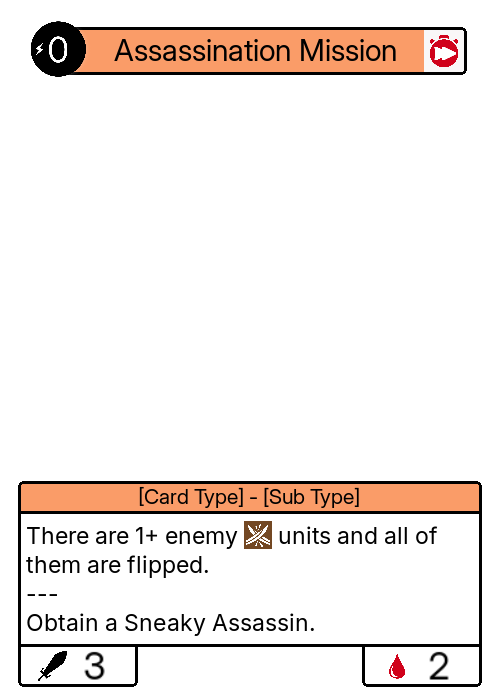 0 Assassination Mission
[Card Type] - [Sub Type]
There are 1+ enemy units and all of
them are flipped.
---
Obtain a Sneaky Assassin.
3 2